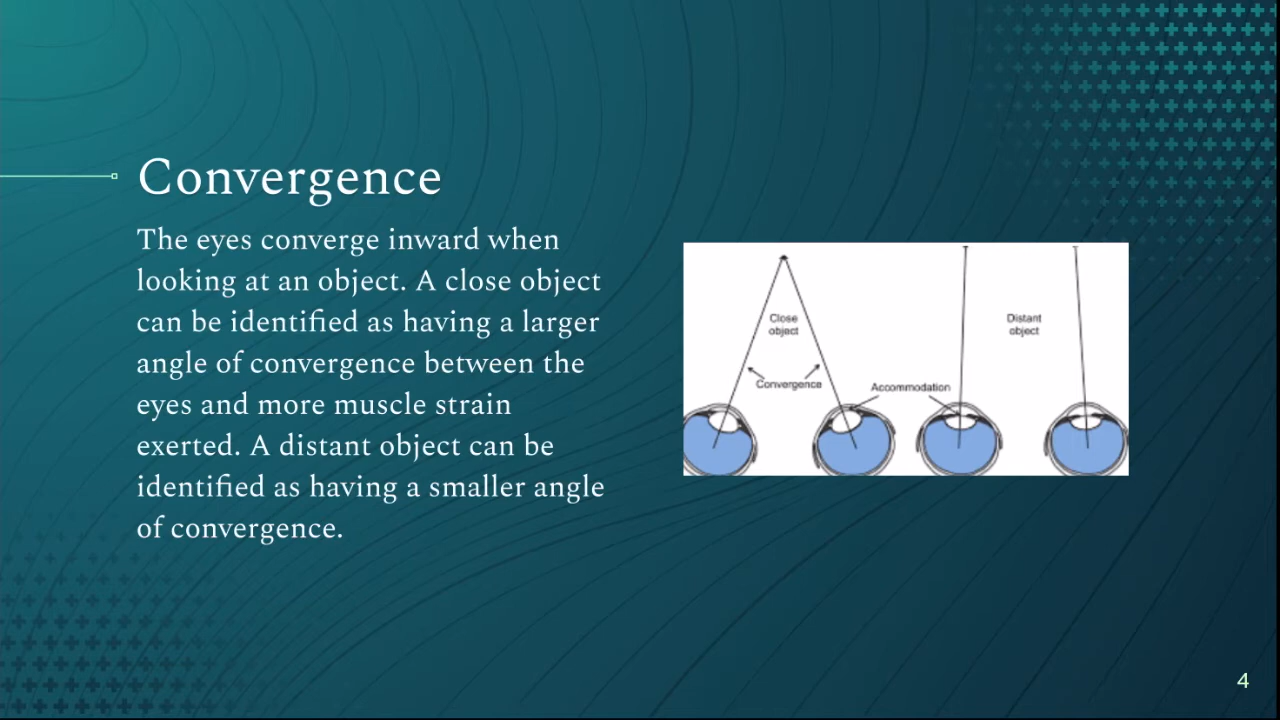 Convergence
The eyes converge inward when
looking at an object. A close object
can be identified as having a larger
angle of convergence between the
eyes and more muscle strain
exerted. A distant object can be
identified as having a smaller angle
of convergence.
Close
object
Convergence
Accommodation
Distant
object
4